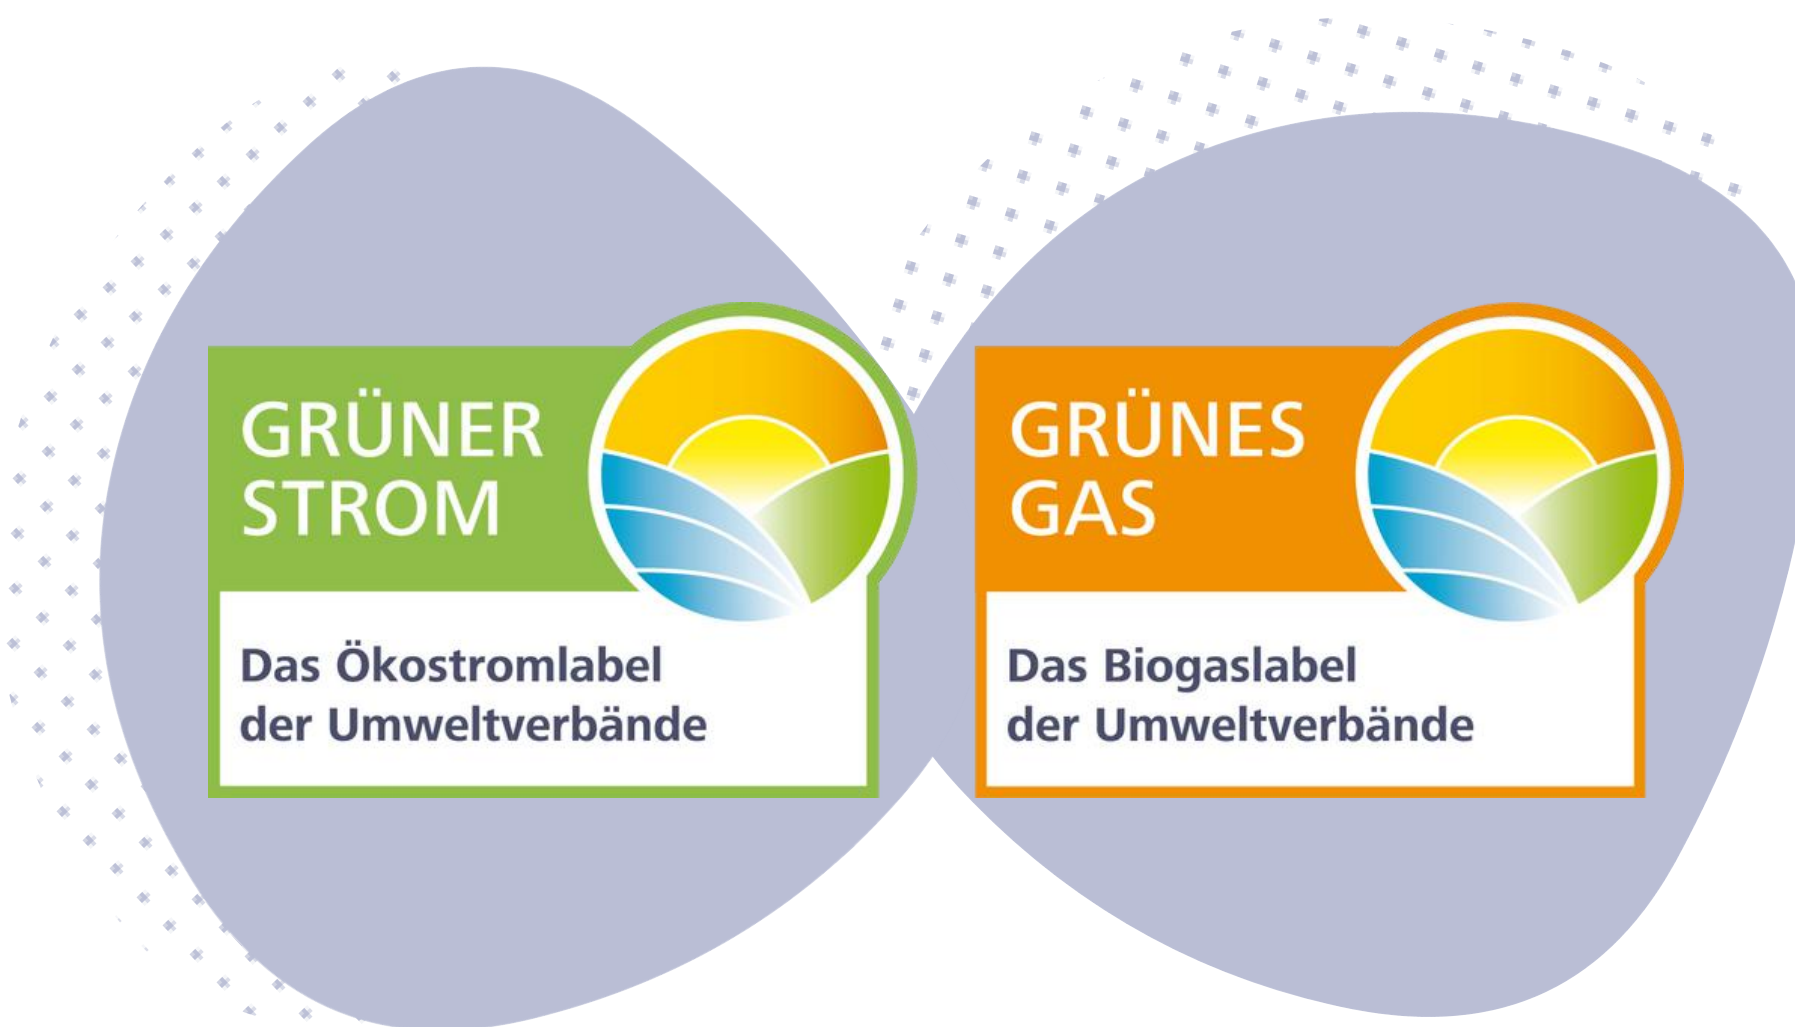 GRÜNER
STROM
Das Ökostromlabel
der Umweltverbände
GRÜNES
GAS
Das Biogaslabel
der Umweltverbände